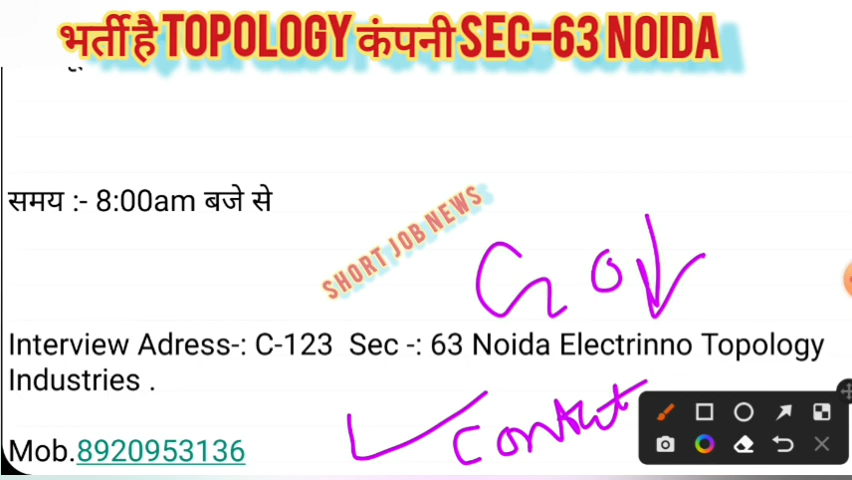 भर्ती है TOPOLOGY कंपनी SEC-63 NOIDA
समय :- 8:00am बजे से
SHORT JOB NEWS
Interview Adress-: C-123 Sec -: 63 Noida Electrinno Topology
Industries .
Contact
Mob.8920953136